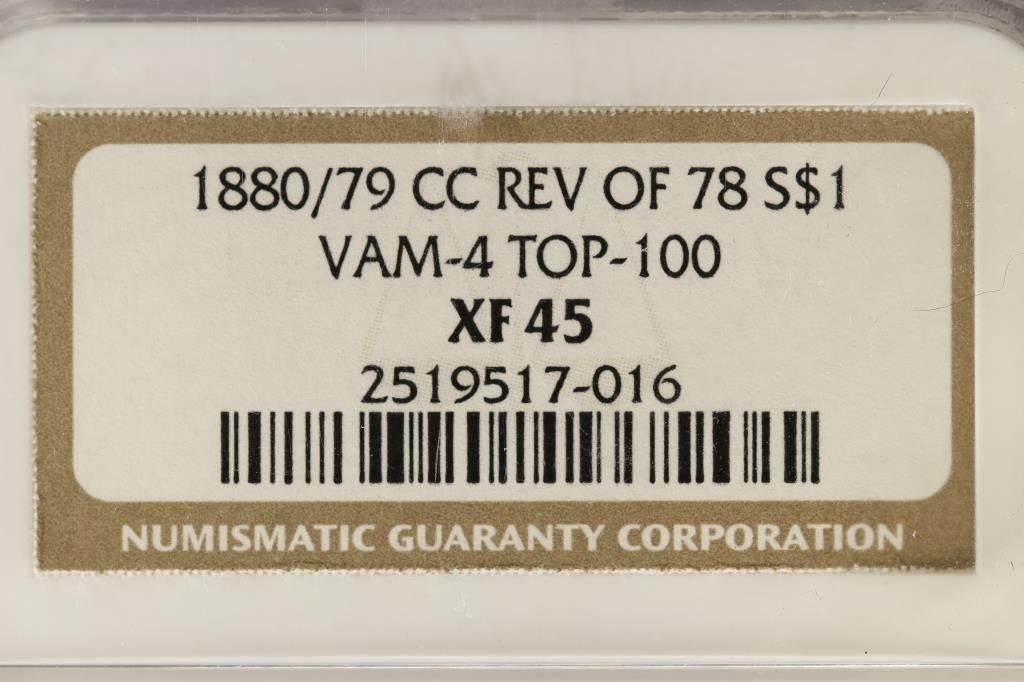 1880/79 CC REV OF 78 S$1
VAM-4 TOP-100
XF 45
2519517-016
NUMISMATIC GUARANTY CORPORATION